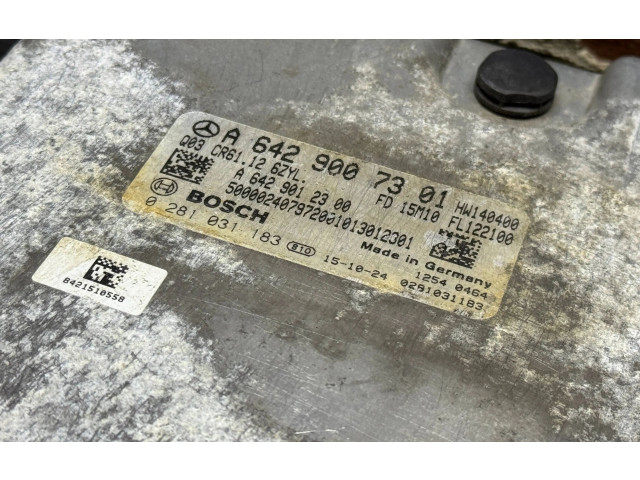 A 642 900 73 01 HW140400
Q03 CR61.12 6ZYL. FD 15M10 FL122100
A 642 901 23 00
500002407972001013012301
BOSCH Made in Germany
0 281 031 183 810 15-10-24 1254 0464
0281031183
8421510558